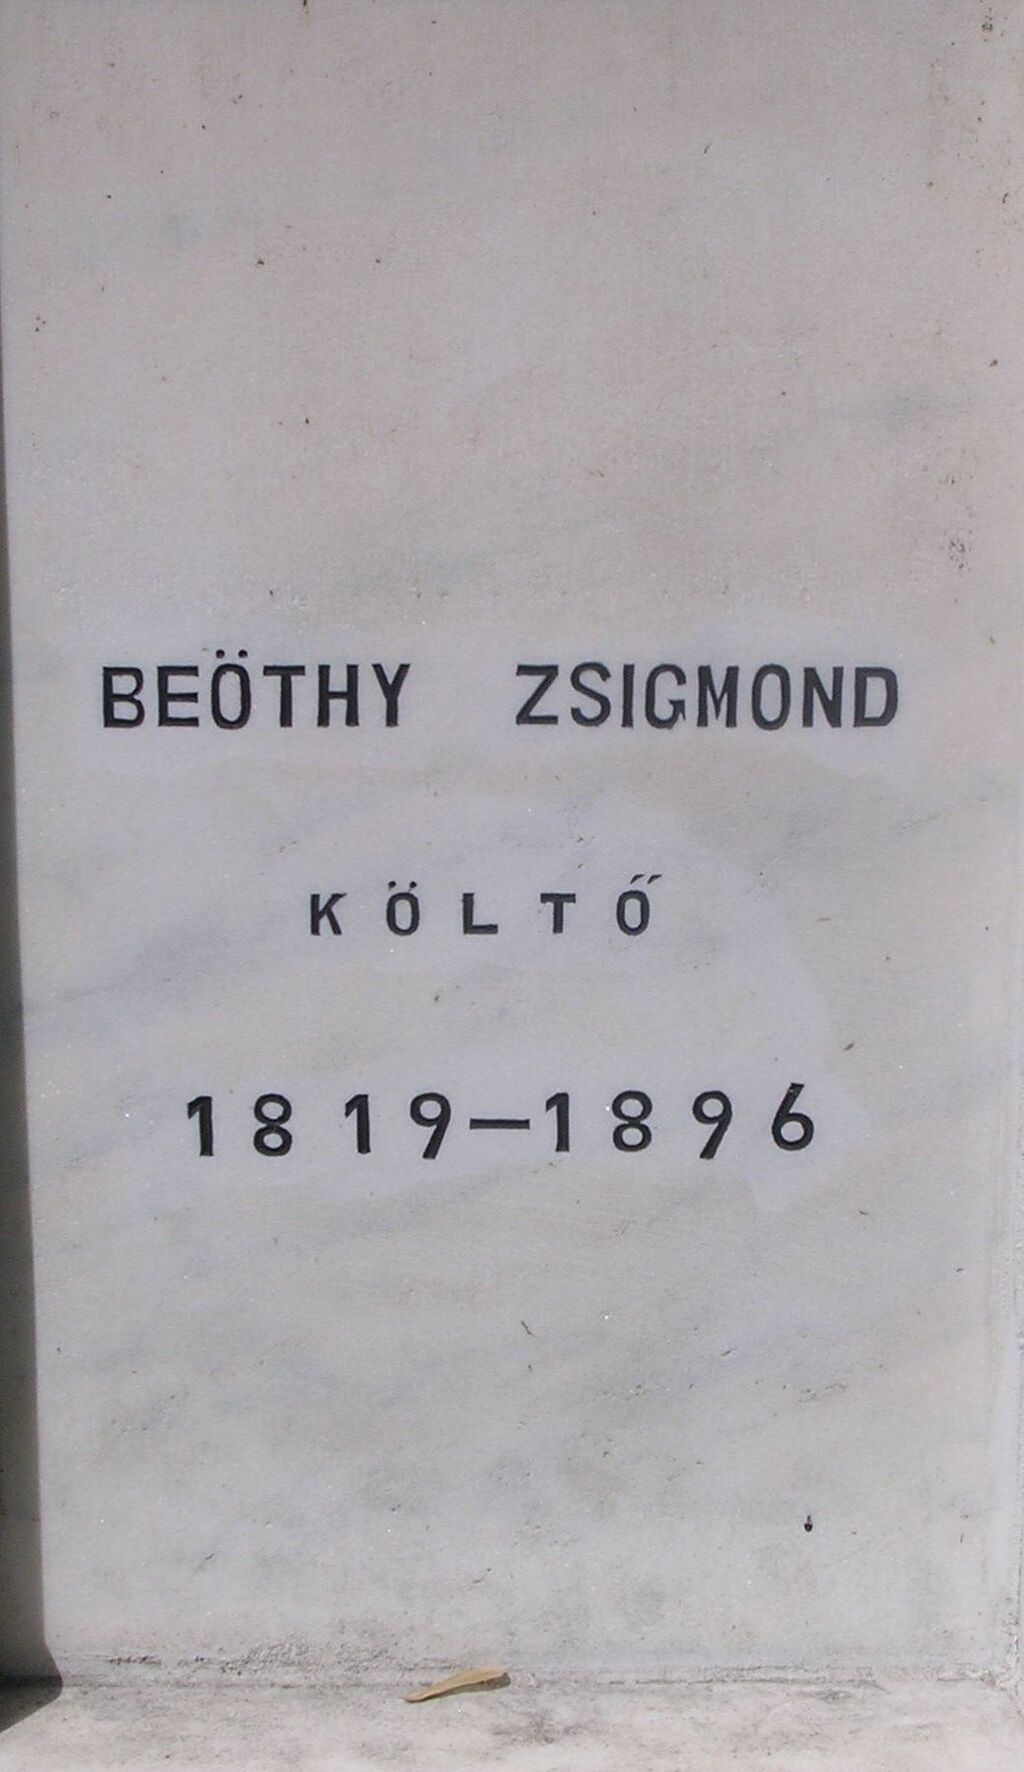 BEÖTHY ZSIGMOND
KÖLTŐ
1819–1896